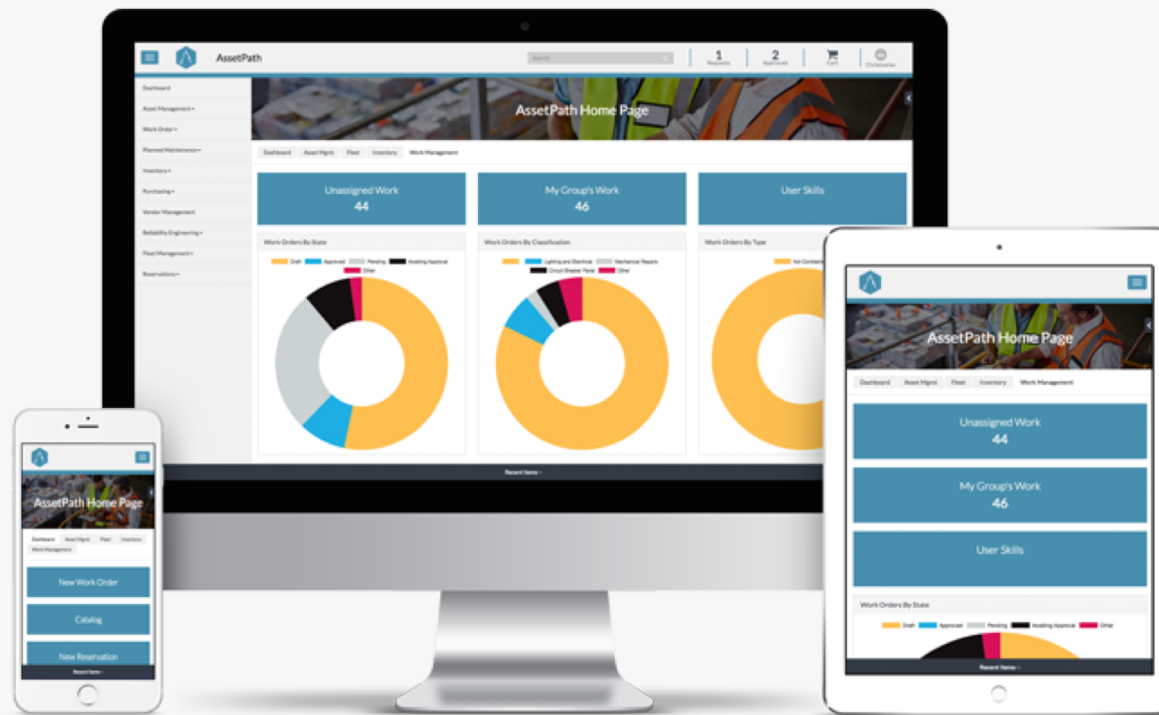 AssetPath
Search
1
Requests
2
Approvals
Cart
Christopher
Dashboard
Asset Management
Work Order
Planned Maintenance
Inventory
Purchasing
Vendor Management
Reliability Engineering
Fleet Management
Reservations
AssetPath Home Page
Dashboard Asset Mgmt Fleet Inventory Work Management
Unassigned Work
44
My Group's Work
46
User Skills
Work Orders By State
Draft Approved Pending Awaiting Approval
Other
Work Orders By Classification
Lighting and Electrical Mechanical Repairs
Circuit Breaker Panel Other
Work Orders By Type
Recent Items
AssetPath Home Page
Dashboard Asset Mgmt Fleet Inventory
Work Management
New Work Order
Catalog
New Reservation
Recent Items
AssetPath Home Page
Dashboard Asset Mgmt Fleet Inventory Work Management
Unassigned Work
44
My Group's Work
46
User Skills
Work Orders By State
Draft Approved Pending Awaiting Approval Other
Recent Items